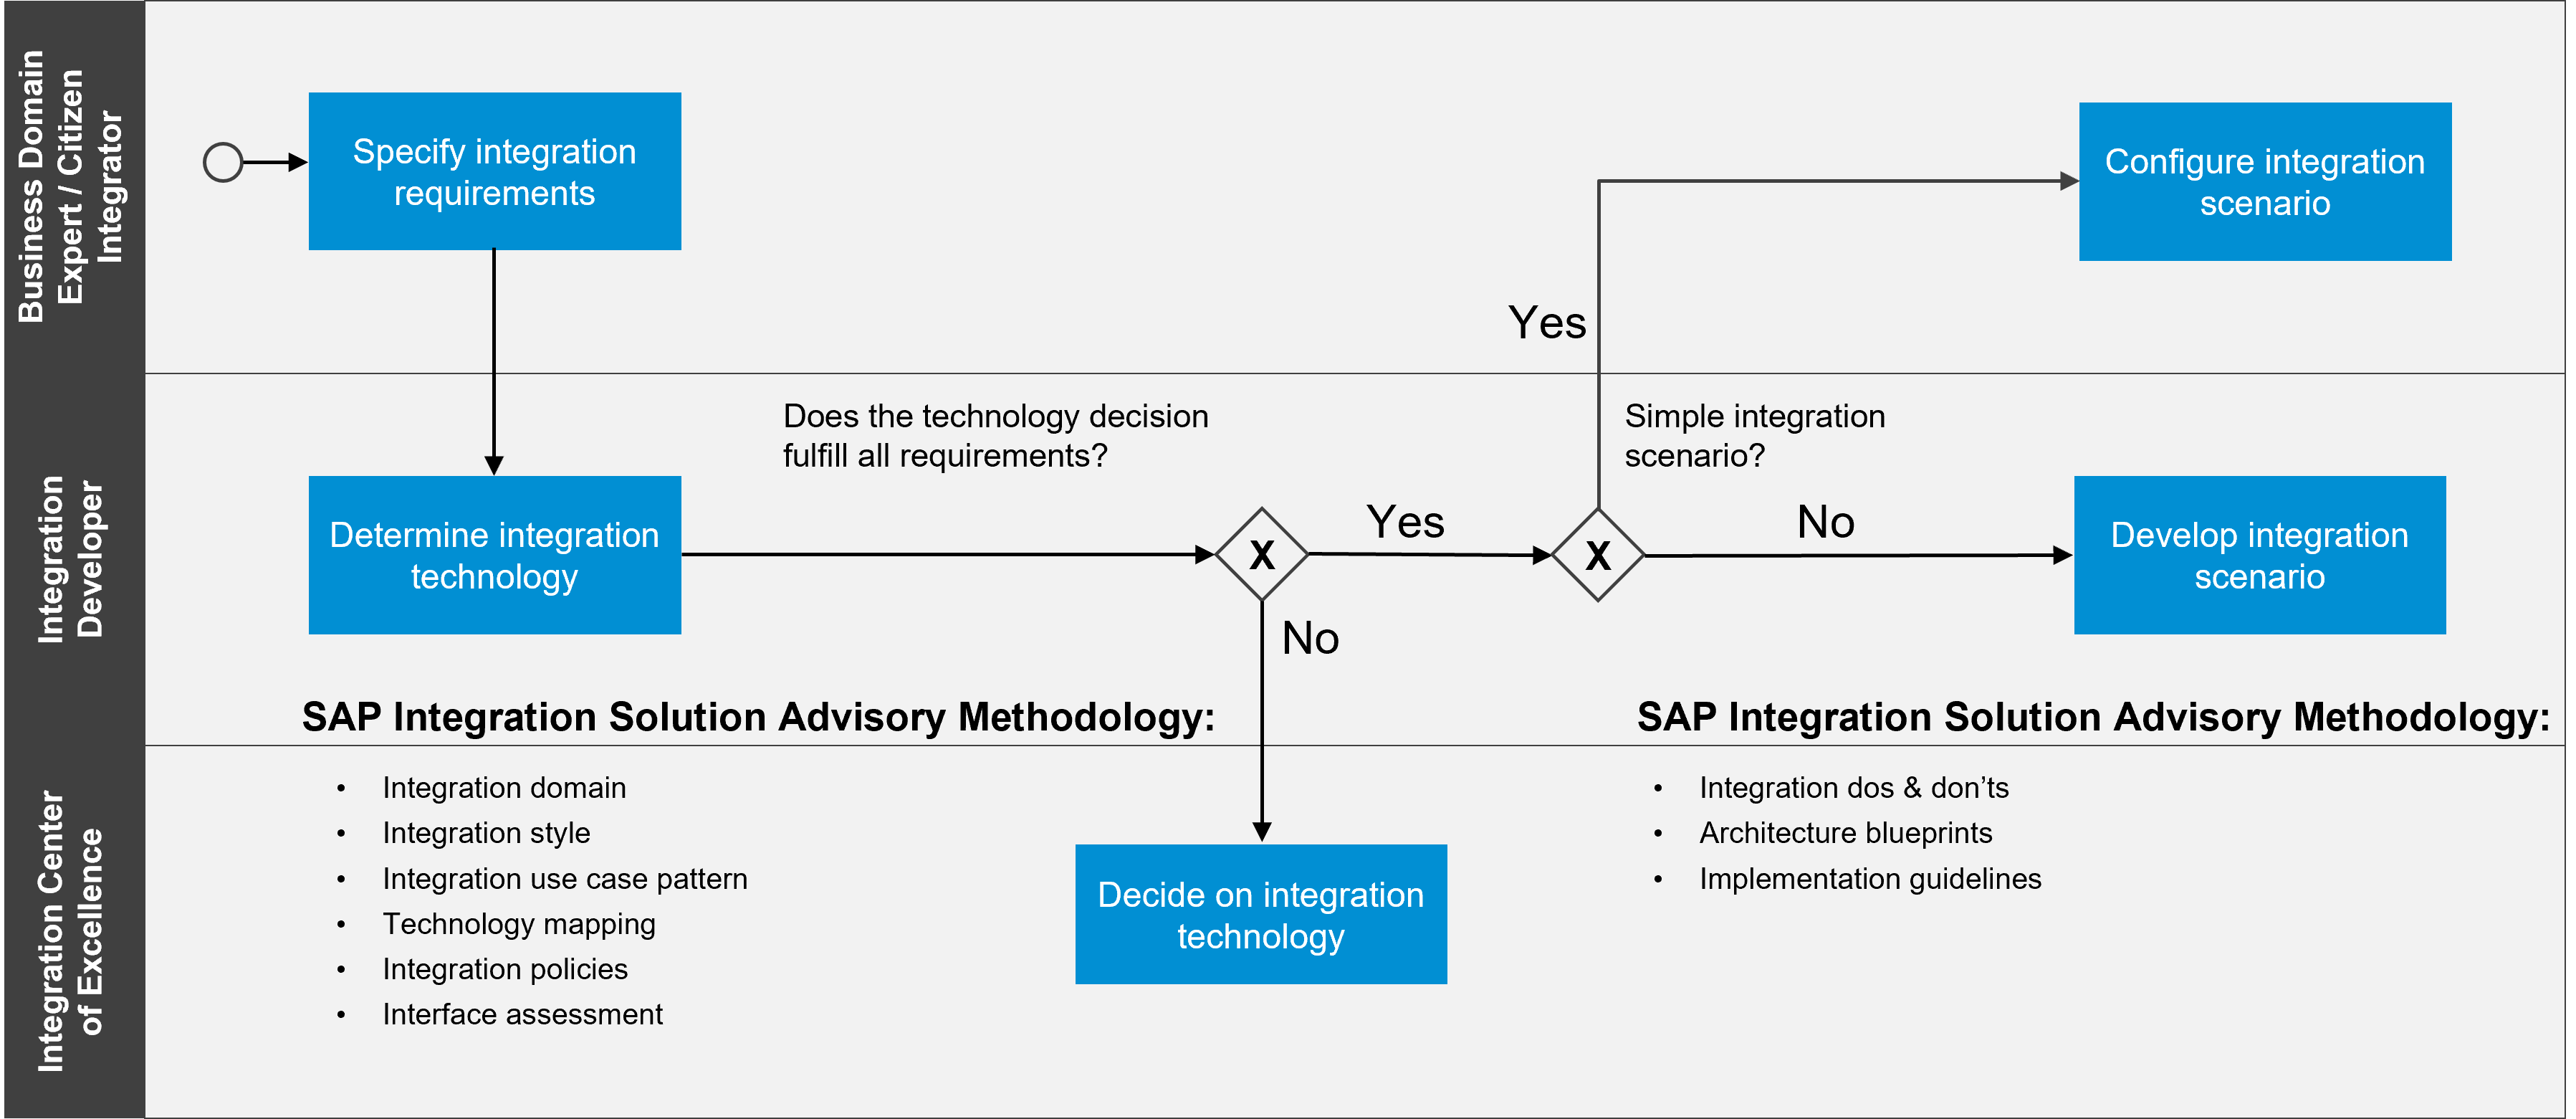 Business Domain
Expert / Citizen
Integrator
Specify integration
requirements
Configure integration
scenario
Yes
Integration
Developer
Does the technology decision
fulfill all requirements?
Simple integration
scenario?
Determine integration
technology
X
Yes
X
No
Develop integration
scenario
No
SAP Integration Solution Advisory Methodology:
SAP Integration Solution Advisory Methodology:
Integration Center
of Excellence
• Integration domain
• Integration style
• Integration use case pattern
• Technology mapping
• Integration policies
• Interface assessment
Decide on integration
technology
• Integration dos & don’ts
• Architecture blueprints
• Implementation guidelines